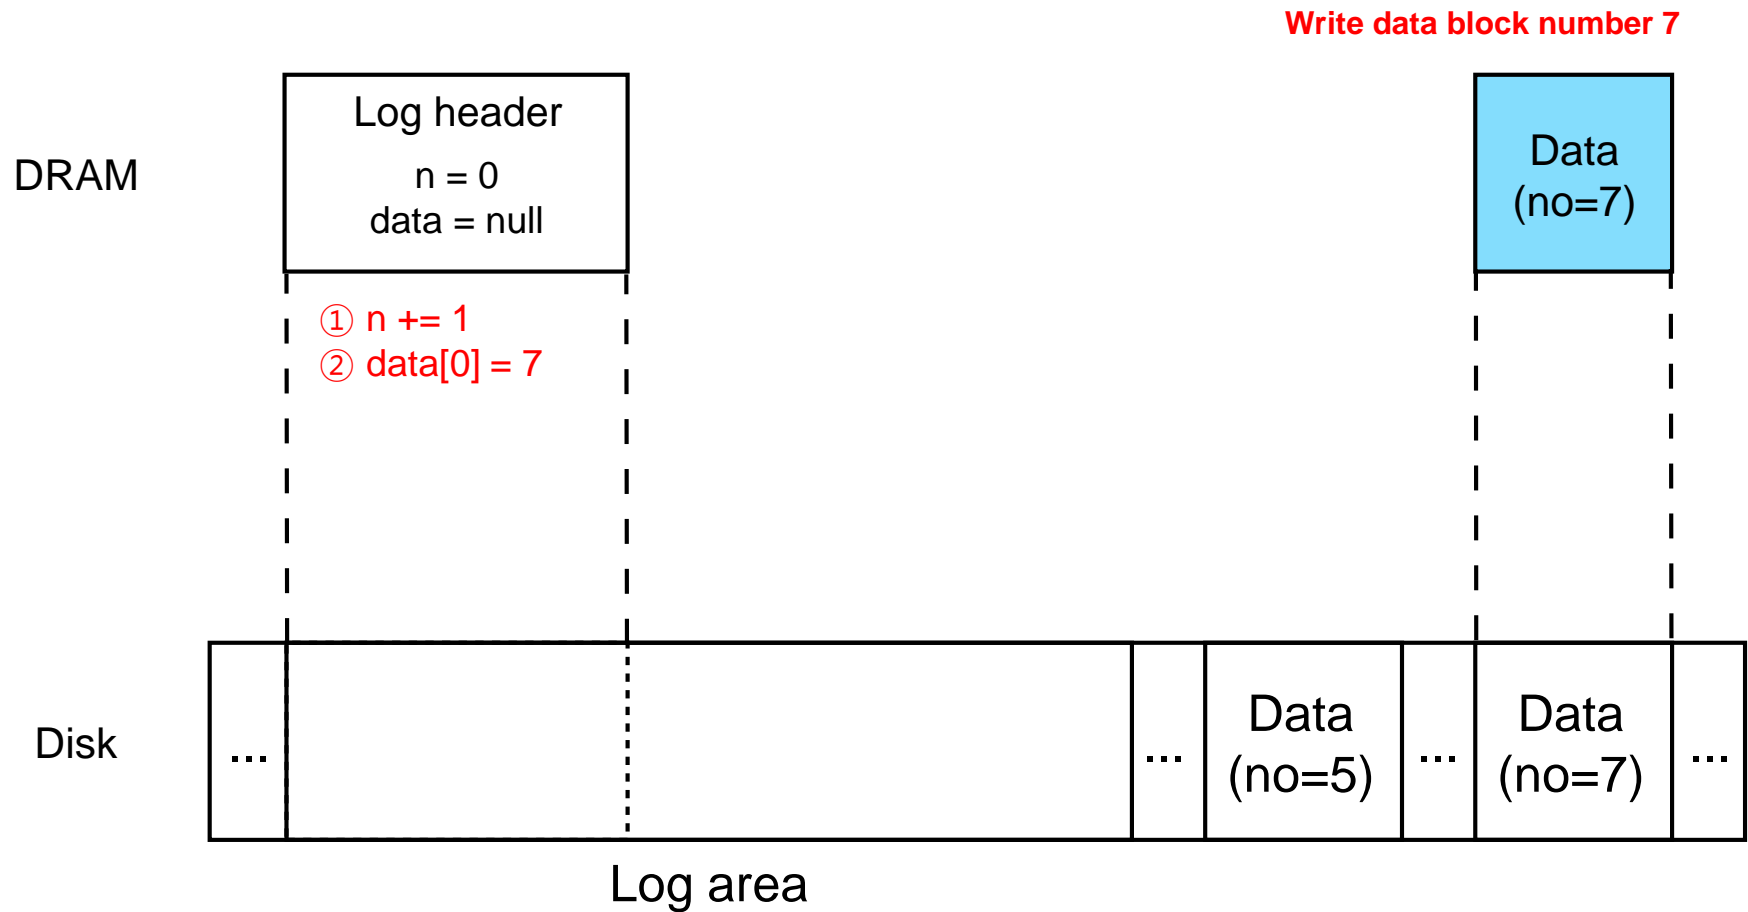 Write data block number 7
DRAM
Log header
n = 0
data = null
Data
(no=7)
① n += 1
② data[0] = 7
Disk
...
...
Data
(no=5)
...
Data
(no=7)
...
Log area